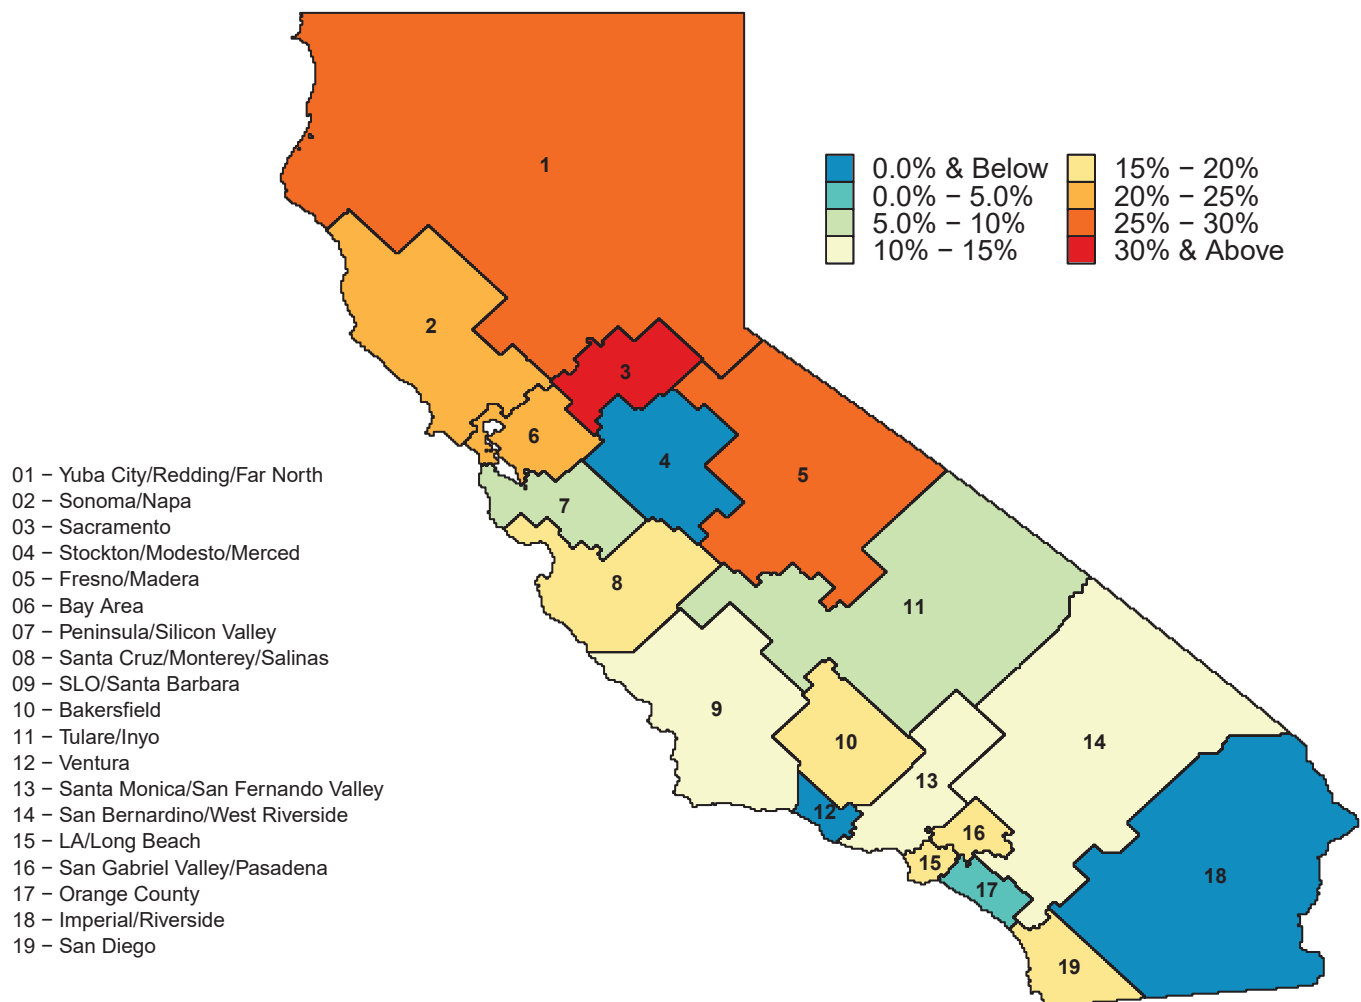 1
0.0% & Below
15% − 20%
0.0% − 5.0%
20% − 25%
5.0% − 10%
25% − 30%
10% − 15%
30% & Above
2
3
6
4
5
7
8
11
9
10
14
13
12
16
15
17
18
19
01 − Yuba City/Redding/Far North
02 − Sonoma/Napa
03 − Sacramento
04 − Stockton/Modesto/Merced
05 − Fresno/Madera
06 − Bay Area
07 − Peninsula/Silicon Valley
08 − Santa Cruz/Monterey/Salinas
09 − SLO/Santa Barbara
10 − Bakersfield
11 − Tulare/Inyo
12 − Ventura
13 − Santa Monica/San Fernando Valley
14 − San Bernardino/West Riverside
15 − LA/Long Beach
16 − San Gabriel Valley/Pasadena
17 − Orange County
18 − Imperial/Riverside
19 − San Diego